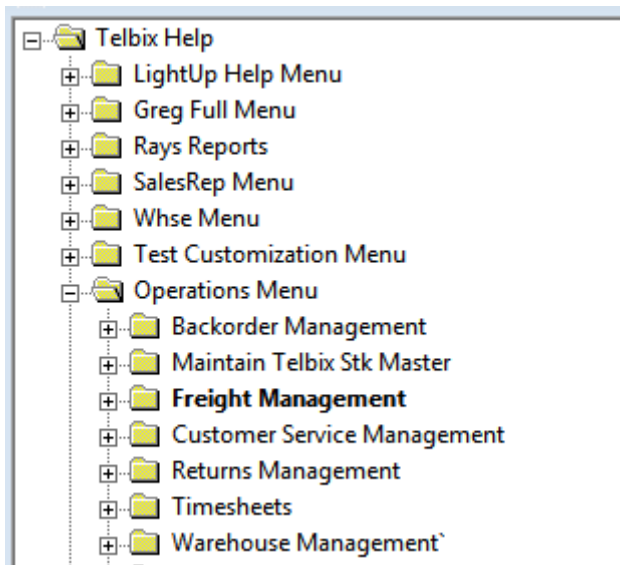 Telbix Help
LightUp Help Menu
Greg Full Menu
Rays Reports
SalesRep Menu
Whse Menu
Test Customization Menu
Operations Menu
Backorder Management
Maintain Telbix Stk Master
Freight Management
Customer Service Management
Returns Management
Timesheets
Warehouse Management`